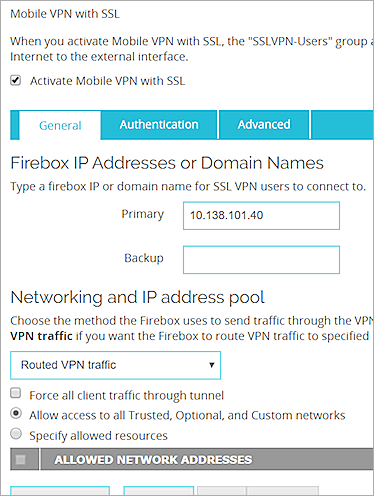 Mobile VPN with SSL
When you activate Mobile VPN with SSL, the "SSLVPN-Users" group a
Internet to the external interface.
Activate Mobile VPN with SSL
General Authentication Advanced
Firebox IP Addresses or Domain Names
Type a firebox IP or domain name for SSL VPN users to connect to.
Primary 10.138.101.40
Backup
Networking and IP address pool
Choose the method the Firebox uses to send traffic through the VPN
VPN traffic if you want the Firebox to route VPN traffic to specified
Routed VPN traffic
Force all client traffic through tunnel
Allow access to all Trusted, Optional, and Custom networks
Specify allowed resources
ALLOWED NETWORK ADDRESSES